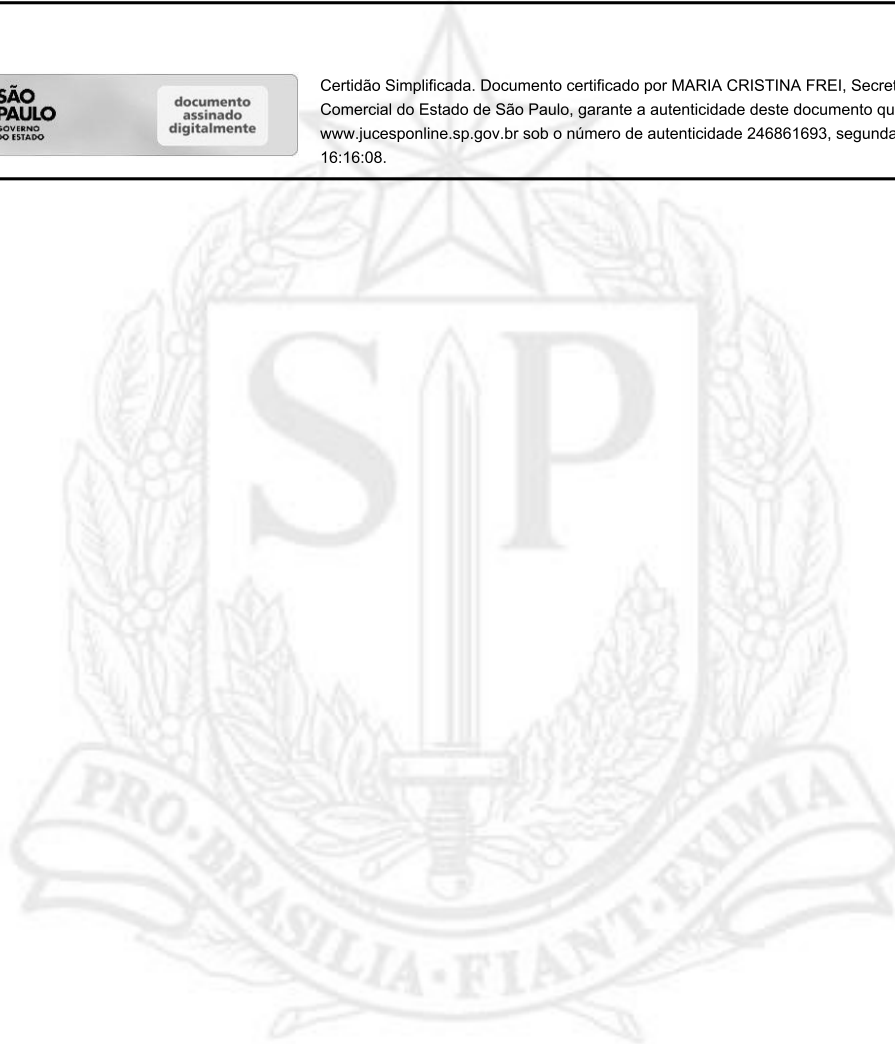 SÃO
PAULO
GOVERNO
DO ESTADO
documento
assinado
digitalmente
Certidão Simplificada. Documento certificado por MARIA CRISTINA FREI, Secret
Comercial do Estado de São Paulo, garante a autenticidade deste documento qu
www.jucesponline.sp.gov.br sob o número de autenticidade 246861693, segunda
16:16:08.
SP
PRO·BRASILIA·FIANT·EXIMIA